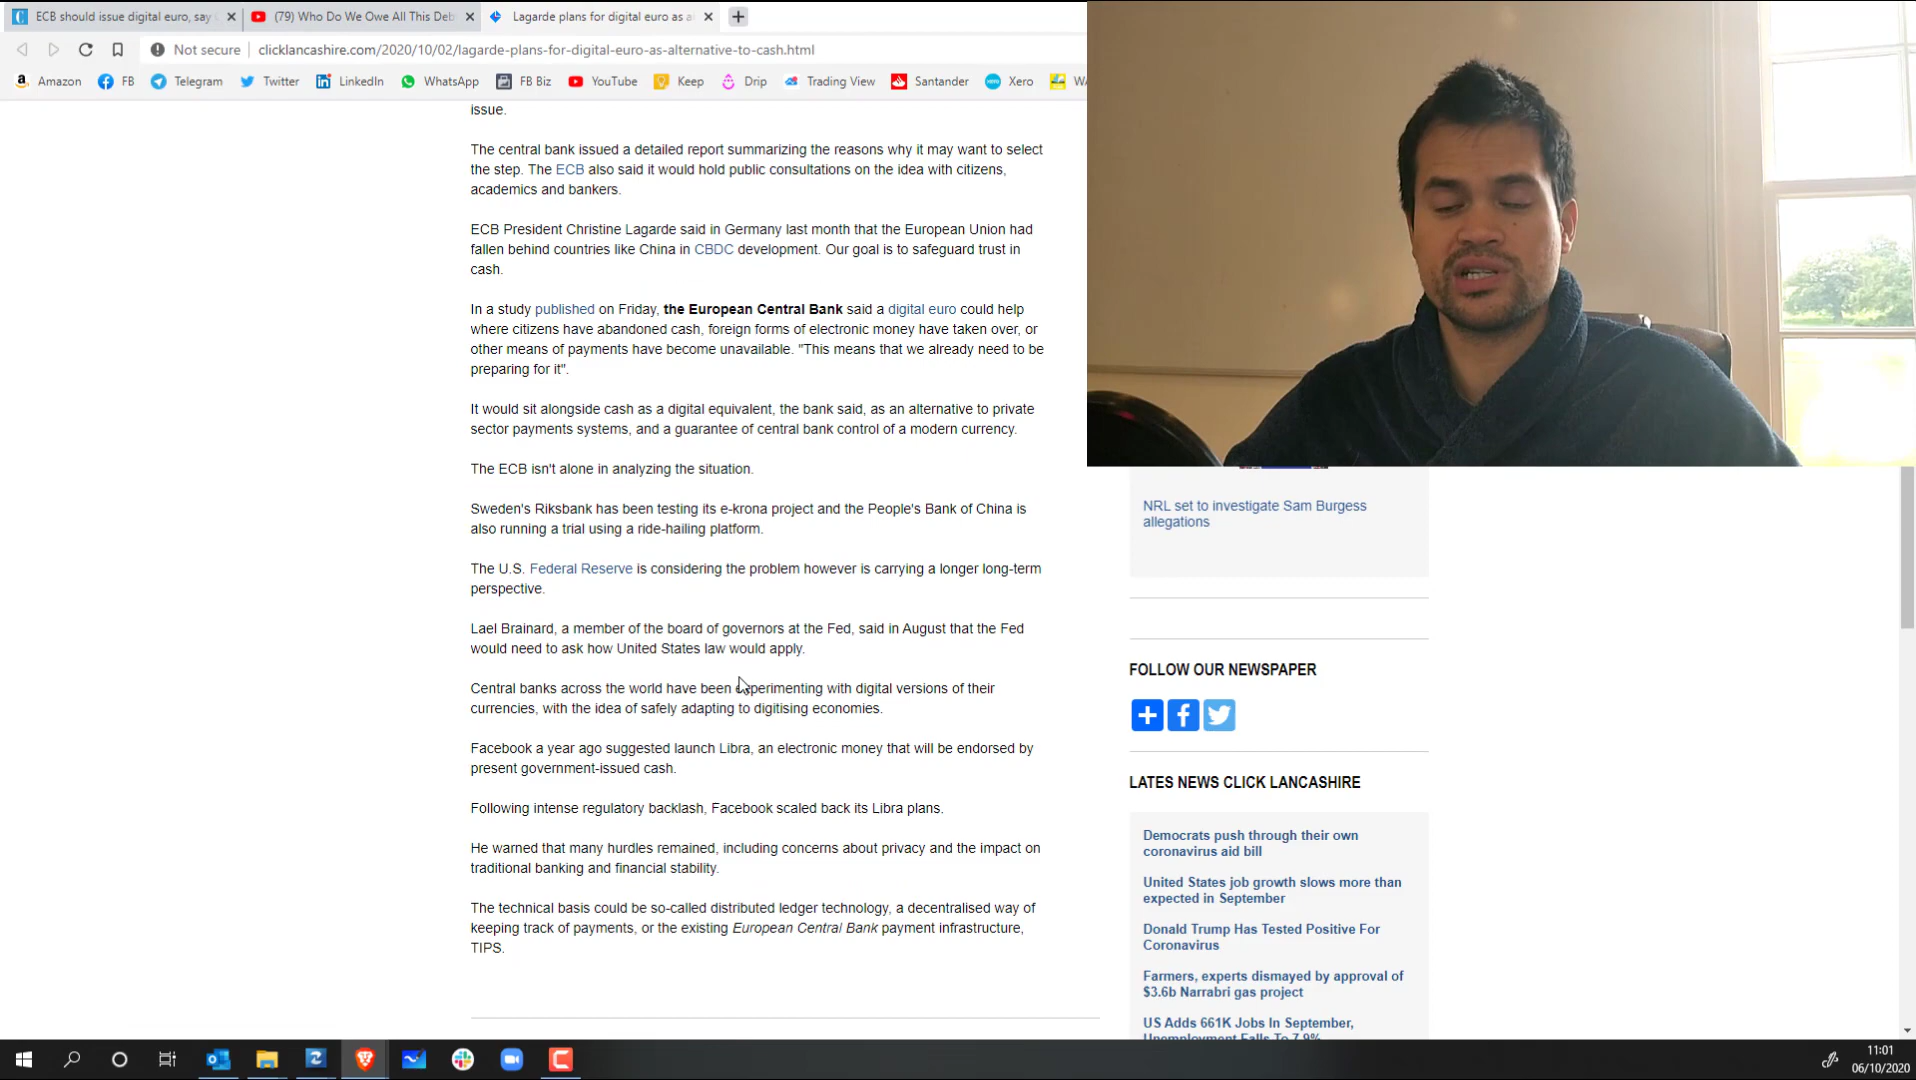 ECB should issue digital euro, say
(79) Who Do We Owe All This Deb
Lagarde plans for digital euro as a
Not secure
clicklancashire.com/2020/10/02/lagarde-plans-for-digital-euro-as-alternative-to-cash.html
Amazon FB Telegram Twitter LinkedIn WhatsApp FB Biz YouTube Keep Drip Trading View Santander Xero WA
issue.
The central bank issued a detailed report summarizing the reasons why it may want to select
the step. The ECB also said it would hold public consultations on the idea with citizens,
academics and bankers.
ECB President Christine Lagarde said in Germany last month that the European Union had
fallen behind countries like China in CBDC development. Our goal is to safeguard trust in
cash.
In a study published on Friday, the European Central Bank said a digital euro could help
where citizens have abandoned cash, foreign forms of electronic money have taken over, or
other means of payments have become unavailable. "This means that we already need to be
preparing for it".
It would sit alongside cash as a digital equivalent, the bank said, as an alternative to private
sector payments systems, and a guarantee of central bank control of a modern currency.
The ECB isn't alone in analyzing the situation.
Sweden's Riksbank has been testing its e-krona project and the People's Bank of China is
also running a trial using a ride-hailing platform.
The U.S. Federal Reserve is considering the problem however is carrying a longer long-term
perspective.
Lael Brainard, a member of the board of governors at the Fed, said in August that the Fed
would need to ask how United States law would apply.
Central banks across the world have been experimenting with digital versions of their
currencies, with the idea of safely adapting to digitising economies.
Facebook a year ago suggested launch Libra, an electronic money that will be endorsed by
present government-issued cash.
Following intense regulatory backlash, Facebook scaled back its Libra plans.
He warned that many hurdles remained, including concerns about privacy and the impact on
traditional banking and financial stability.
The technical basis could be so-called distributed ledger technology, a decentralised way of
keeping track of payments, or the existing European Central Bank payment infrastructure,
TIPS.
NRL set to investigate Sam Burgess
allegations
FOLLOW OUR NEWSPAPER
LATES NEWS CLICK LANCASHIRE
Democrats push through their own
coronavirus aid bill
United States job growth slows more than
expected in September
Donald Trump Has Tested Positive For
Coronavirus
Farmers, experts dismayed by approval of
$3.6b Narrabri gas project
US Adds 661K Jobs In September,
Unemployment Falls To 7.9%
11:01
06/10/2020